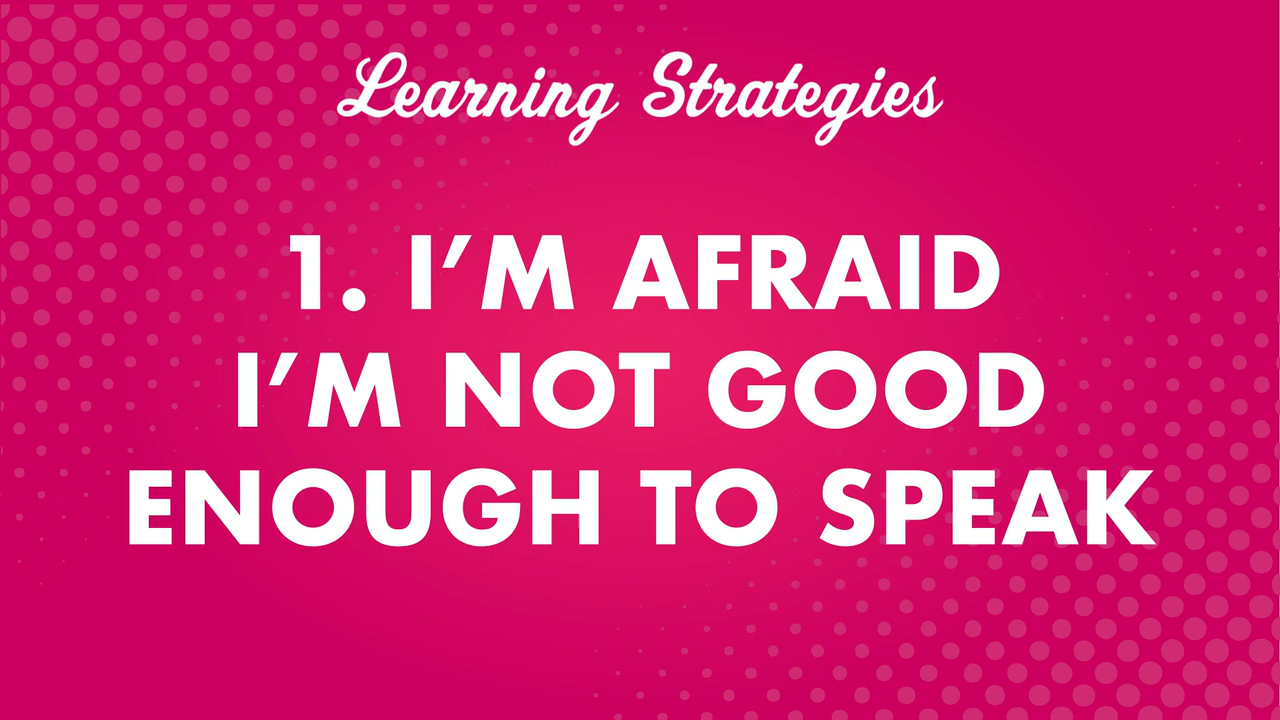 Learning Strategies
1. I’M AFRAID
I’M NOT GOOD
ENOUGH TO SPEAK